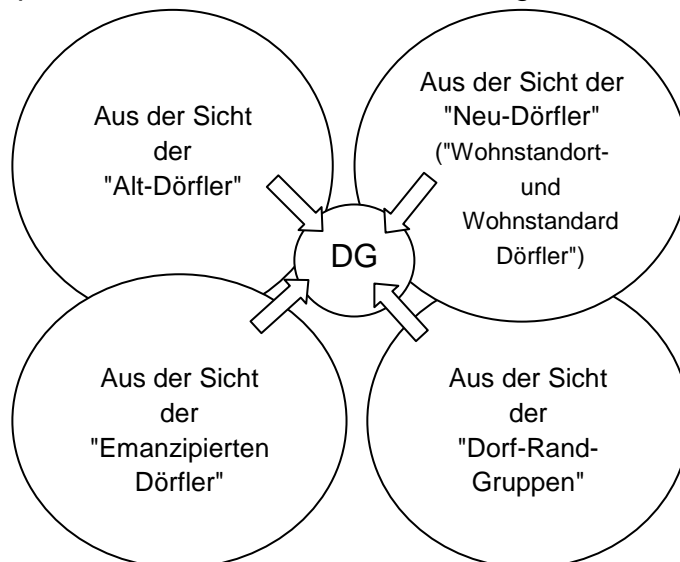 Aus der Sicht
der
"Alt-Dörfler"
Aus der Sicht der
"Neu-Dörfler"
("Wohnstandort-
und
Wohnstandard
Dörfler")
DG
Aus der Sicht
der
"Emanzipierten
Dörfler"
Aus der Sicht
der
"Dorf-Rand-
Gruppen"